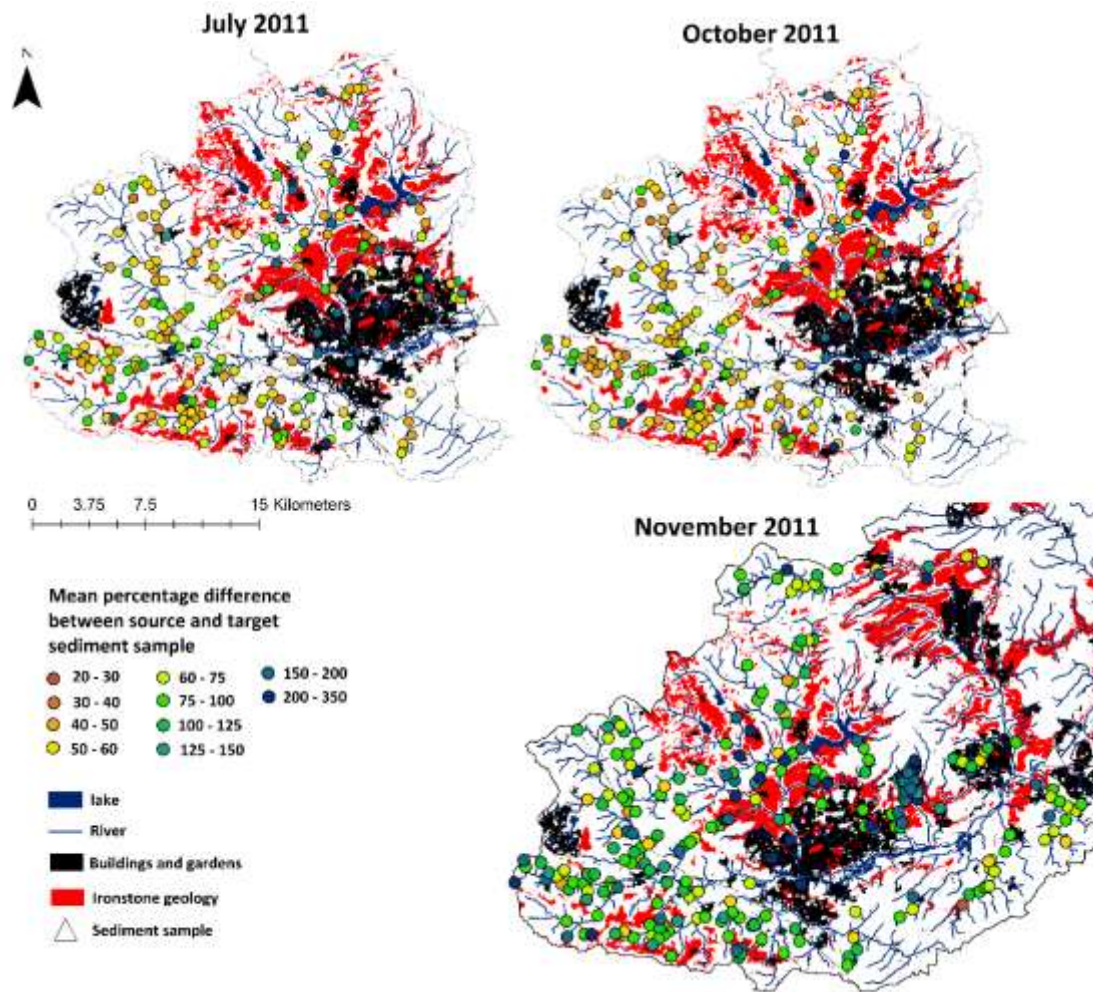 July 2011
October 2011
N
0 3.75 7.5 15 Kilometers
November 2011
Mean percentage difference
between source and target
sediment sample
20 - 30
30 - 40
40 - 50
50 - 60
60 - 75
75 - 100
100 - 125
125 - 150
150 - 200
200 - 350
lake
River
Buildings and gardens
Ironstone geology
Sediment sample